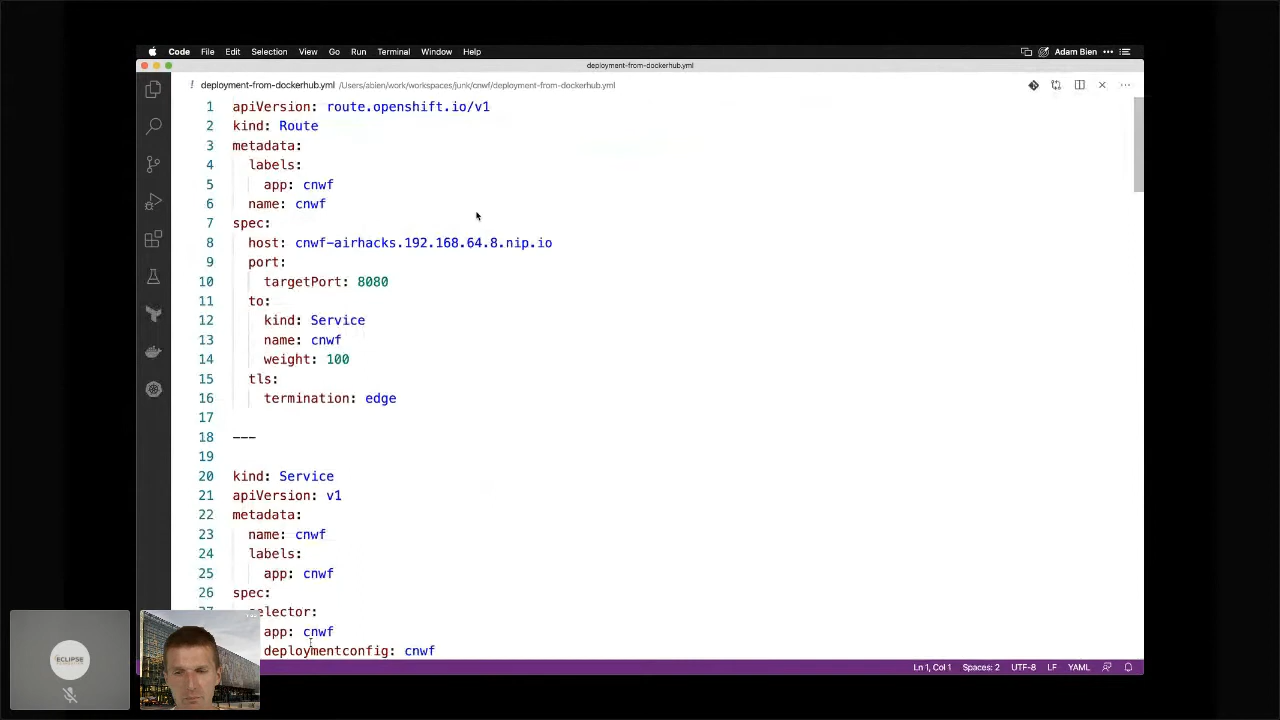 Code File Edit Selection View Go Run Terminal Window Help Adam Bien
deployment-from-dockerhub.yml
! deployment-from-dockerhub.yml /Users/abien/work/workspaces/junk/cnwf/deployment-from-dockerhub.yml
1 apiVersion: route.openshift.io/v1
2 kind: Route
3 metadata:
4 labels:
5 app: cnwf
6 name: cnwf
7 spec:
8 host: cnwf-airhacks.192.168.64.8.nip.io
9 port:
10 targetPort: 8080
11 to:
12 kind: Service
13 name: cnwf
14 weight: 100
15 tls:
16 termination: edge
17
18 ---
19
20 kind: Service
21 apiVersion: v1
22 metadata:
23 name: cnwf
24 labels:
25 app: cnwf
26 spec:
selector:
app: cnwf
deploymentconfig: cnwf
Ln 1, Col 1 Spaces: 2 UTF-8 LF YAML
ECLIPSE